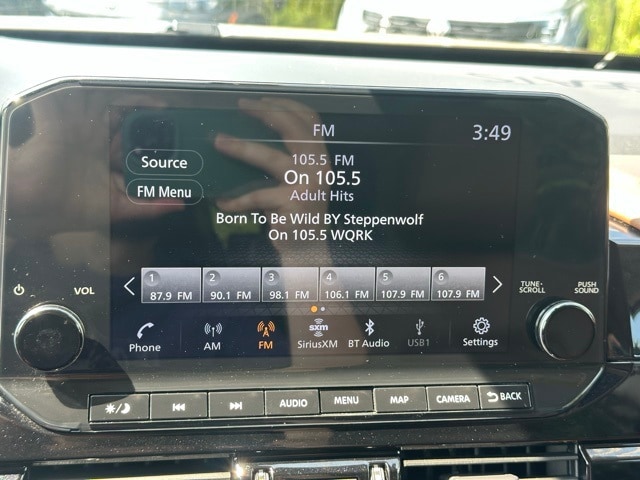 FM
3:49
Source
FM Menu
105.5 FM
On 105.5
Adult Hits
Born To Be Wild BY Steppenwolf
On 105.5 WQRK
1 2 3 4 5 6
87.9 FM 90.1 FM 98.1 FM 106.1 FM 107.9 FM 107.9 FM
VOL
TUNE•SCROLL
PUSH SOUND
Phone AM FM SiriusXM BT Audio USB1 Settings
sxm
AUDIO MENU MAP CAMERA BACK